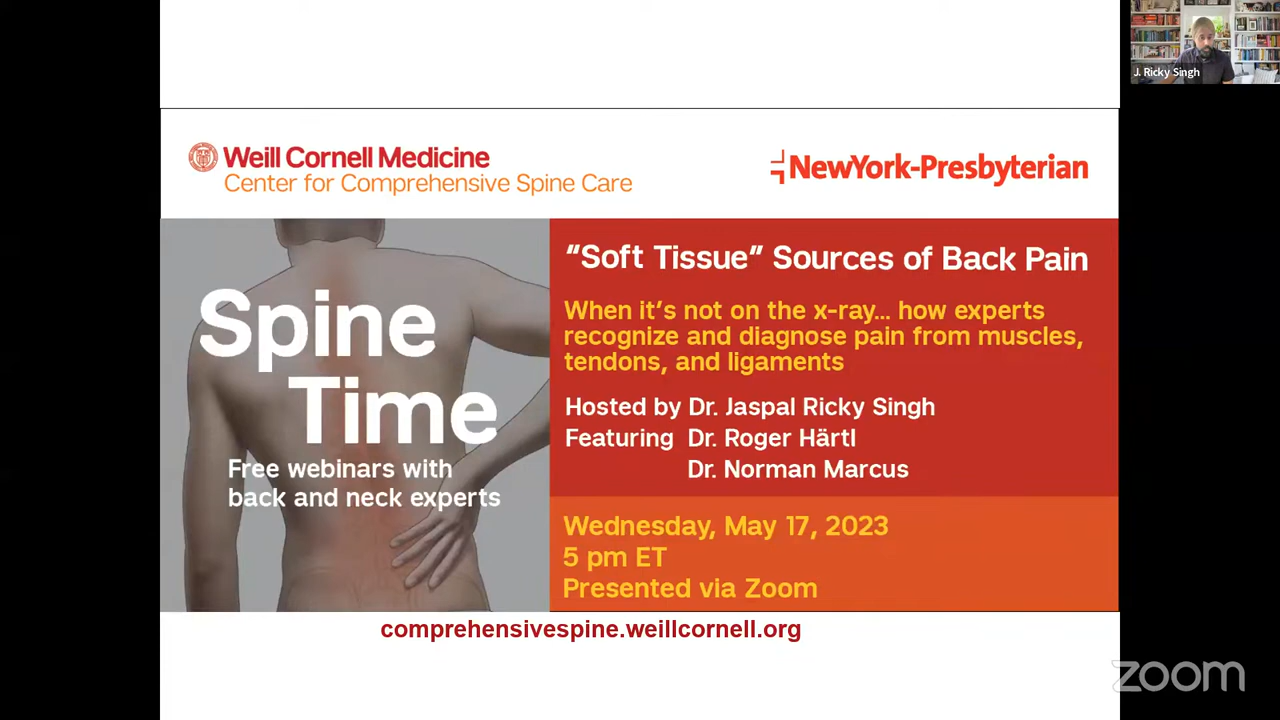 J. Ricky Singh
Weill Cornell Medicine
Center for Comprehensive Spine Care
NewYork-Presbyterian
Spine
Time
Free webinars with
back and neck experts
"Soft Tissue" Sources of Back Pain
When it's not on the x-ray... how experts
recognize and diagnose pain from muscles,
tendons, and ligaments
Hosted by Dr. Jaspal Ricky Singh
Featuring Dr. Roger Härtl
Dr. Norman Marcus
Wednesday, May 17, 2023
5 pm ET
Presented via Zoom
comprehensivespine.weillcornell.org
zoom